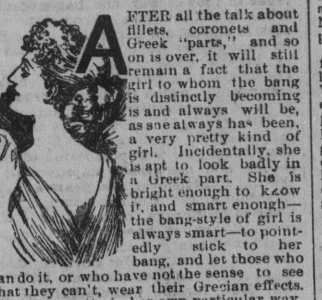 AFTER all the talk about
fillets, coronets and
Greek "parts," and so
on is over, it will still
remain a fact that the
girl to whom the bang
is distinctly becoming
is and always will be,
as she always has been,
a very pretty kind of
girl. Incidentally, she
is apt to look badly in
a Greek part. She is
bright enough to know
it, and smart enough—
the bang-style of girl is
always smart—to point-
edly stick to her
bang, and let those who
can do it, or who have not the sense to see
that they can't, wear their Grecian effects.